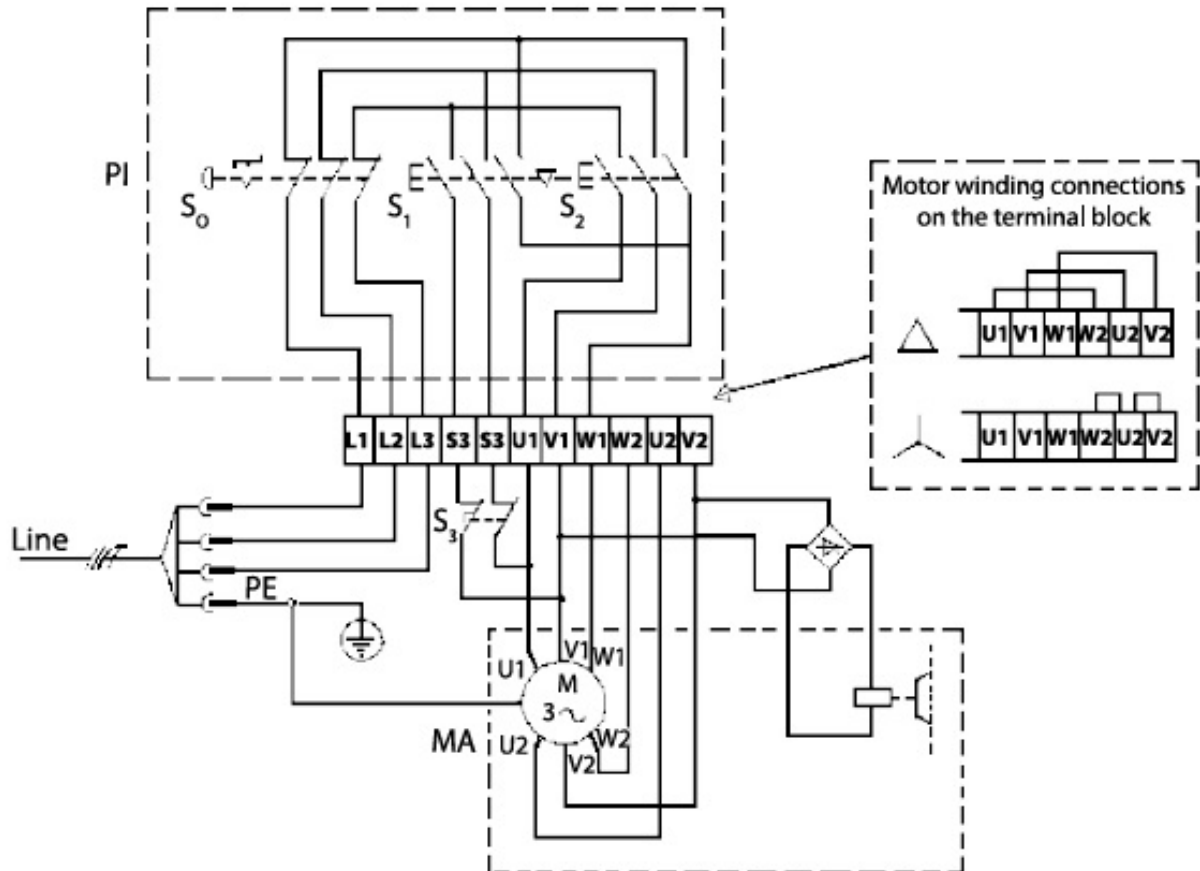 PI
S0
S1
S2
Motor winding connections
on the terminal block
U1 V1 W1 W2 U2 V2
U1 V1 W1 W2 U2 V2
L1 L2 L3 S3 S3 U1 V1 W1 W2 U2 V2
S3
Line
PE
U1 V1 W1
M
3~
MA
U2 V2 W2